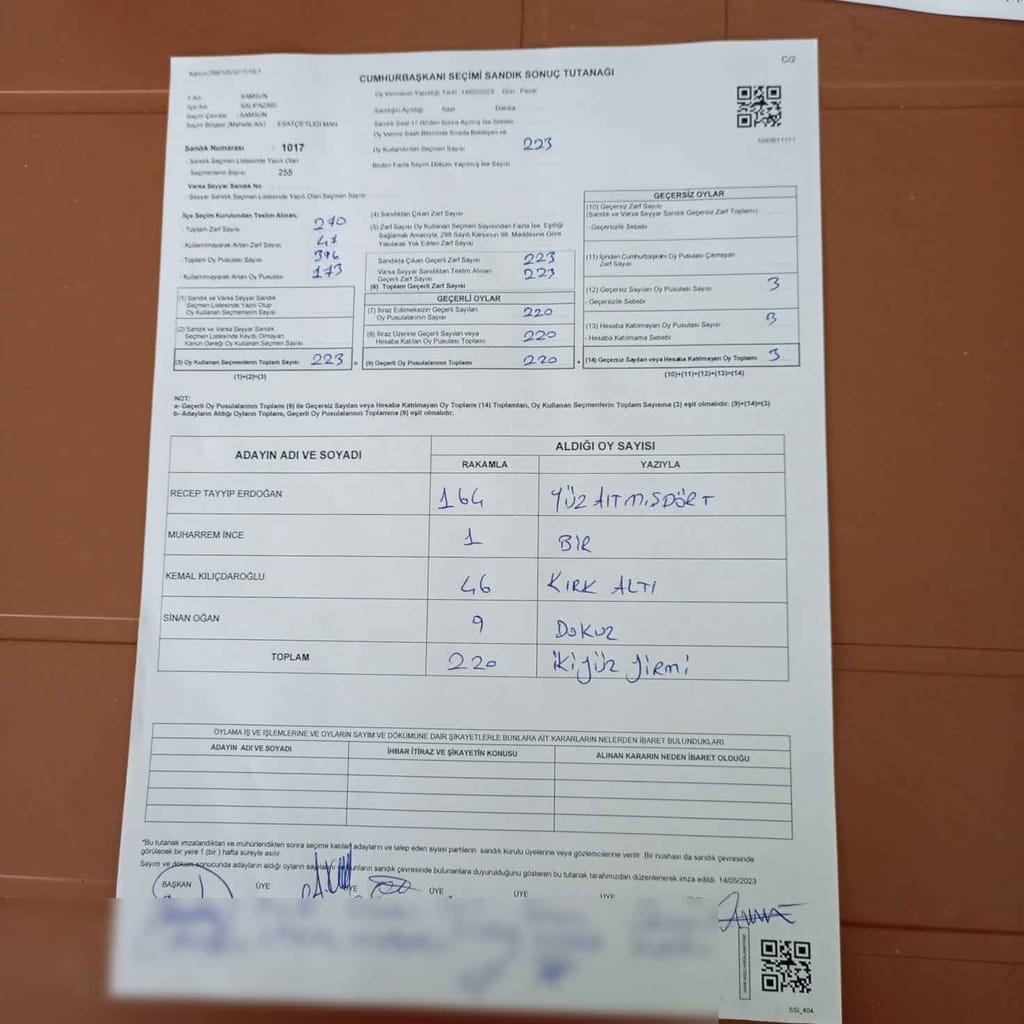 C/2
CUMHURBAŞKANI SEÇİMİ SANDIK SONUÇ TUTANAĞI
İl Adı : SAMSUN
İlçe Adı : SALIPAZARI
Seçim Çevresi : SAMSUN
Seçim Bölgesi (Mahalle Adı) : ESATÇİFTLİĞİ MAH
Oy Vermenin Yapıldığı Tarih 14/05/2023 Gün Pazar
Sandığın Açıldığı Saat Dakika
Sandık Saat 17.00'den Sonra Açılmış İse Sebebi
Oy Verme Saati Bitiminde Sırada Bekleyen ve
Oy Kullandırılan Seçmen Sayısı 223
Birden Fazla Sayım Döküm Yapılmış İse Sayısı
Sandık Numarası : 1017
- Sandık Seçmen Listesinde Yazılı Olan
Seçmenlerin Sayısı : 255
Varsa Seyyar Sandık No
- Seyyar Sandık Seçmen Listesinde Yazılı Olan Seçmen Sayısı
İlçe Seçim Kurulundan Teslim Alınan,
- Toplam Zarf Sayısı 270
- Kullanılmayarak Artan Zarf Sayısı
- Toplam Oy Pusulası Sayısı 396
- Kullanılmayarak Artan Oy Pusulası 173
(1) Sandık ve Varsa Seyyar Sandık
Seçmen Listesinde Yazılı Olup
Oy Kullanan Seçmenlerin Sayısı
(2) Sandık ve Varsa Seyyar Sandık
Seçmen Listesinde Kayıtlı Olmayan
Kanun Gereği Oy Kullanan Seçmen Sayısı
(3) Oy Kullanan Seçmenlerin Toplam Sayısı 223
(1)+(2)=(3)
(4) Sandıktan Çıkan Zarf Sayısı
(5) Zarf Sayısı Oy Kullanan Seçmen Sayısından Fazla İse, Eşitliği
Sağlamak Amacıyla, 298 Sayılı Kanunun 98. Maddesine Göre
Yakılarak Yok Edilen Zarf Sayısı
Sandıkta Çıkan Geçerli Zarf Sayısı 223
Varsa Seyyar Sandıktan Teslim Alınan
Geçerli Zarf Sayısı 223
(6) Toplam Geçerli Zarf Sayısı
GEÇERLİ OYLAR
(7) İtiraz Edilmeksizin Geçerli Sayılan
Oy Pusulalarının Sayısı 220
(8) İtiraz Üzerine Geçerli Sayılan veya
Hesaba Katılan Oy Pusulası Toplamı 220
(9) Geçerli Oy Pusulalarının Toplamı 220
GEÇERSİZ OYLAR
(10) Geçersiz Zarf Sayısı
(Sandık ve Varsa Seyyar Sandık Geçersiz Zarf Toplamı)
- Geçersizlik Sebebi
(11) İçinden Cumhurbaşkanı Oy Pusulası Çıkmayan
Zarf Sayısı
(12) Geçersiz Sayılan Oy Pusulası Sayısı 3
- Geçersizlik Sebebi
(13) Hesaba Katılmayan Oy Pusulası Sayısı
- Hesaba Katılmama Sebebi
(14) Geçersiz Sayılan veya Hesaba Katılmayan Oy Toplamı 3
(10)+(11)+(12)+(13)=(14)
NOT:
a- Geçerli Oy Pusulalarının Toplamı (9) ile Geçersiz Sayılan veya Hesaba Katılmayan Oy Toplamı (14) Toplamları, Oy Kullanan Seçmenlerin Toplam Sayısına (3) eşit olmalıdır. (9)+(14)=(3)
b- Adayların Aldığı Oyların Toplamı, Geçerli Oy Pusulalarının Toplamına (9) eşit olmalıdır.
ADAYIN ADI VE SOYADI ALDIĞI OY SAYISI
RAKAMLA YAZIYLA
RECEP TAYYİP ERDOĞAN 164 YÜZ ALTMIŞDÖRT
MUHARREM İNCE 1 BİR
KEMAL KILIÇDAROĞLU 46 KIRK ALTI
SİNAN OĞAN 9 DOKUZ
TOPLAM 220 İKİ YÜZ YİRMİ
OYLAMA İŞ VE İŞLEMLERİNE VE OYLARIN SAYIM VE DÖKÜMÜNE DAİR ŞİKAYETLERLE BUNLARA AİT KARARLARIN NELERDEN İBARET BULUNDUKLARI
ADAYIN ADI VE SOYADI İHBAR İTİRAZ VE ŞİKAYETİN KONUSU ALINAN KARARIN NEDEN İBARET OLDUĞU
*Bu tutanak imzalandıktan ve mühürlendikten sonra seçime katılan adayların ve talep eden siyasi partilerin sandık kurulu üyelerine veya gözlemcilerine verilir. Bir nüshası da sandık çevresinde
görülecek bir yere 1 (bir) hafta süreyle asılır.
Sayım ve döküm sonucunda adayların aldığı oyların sandık çevresinde bulunanlara duyurulduğunu gösteren bu tutanak tarafımızdan düzenlenerek imza edildi. 14/05/2023
BAŞKAN ÜYE ÜYE ÜYE ÜYE ÜYE
SSI_404